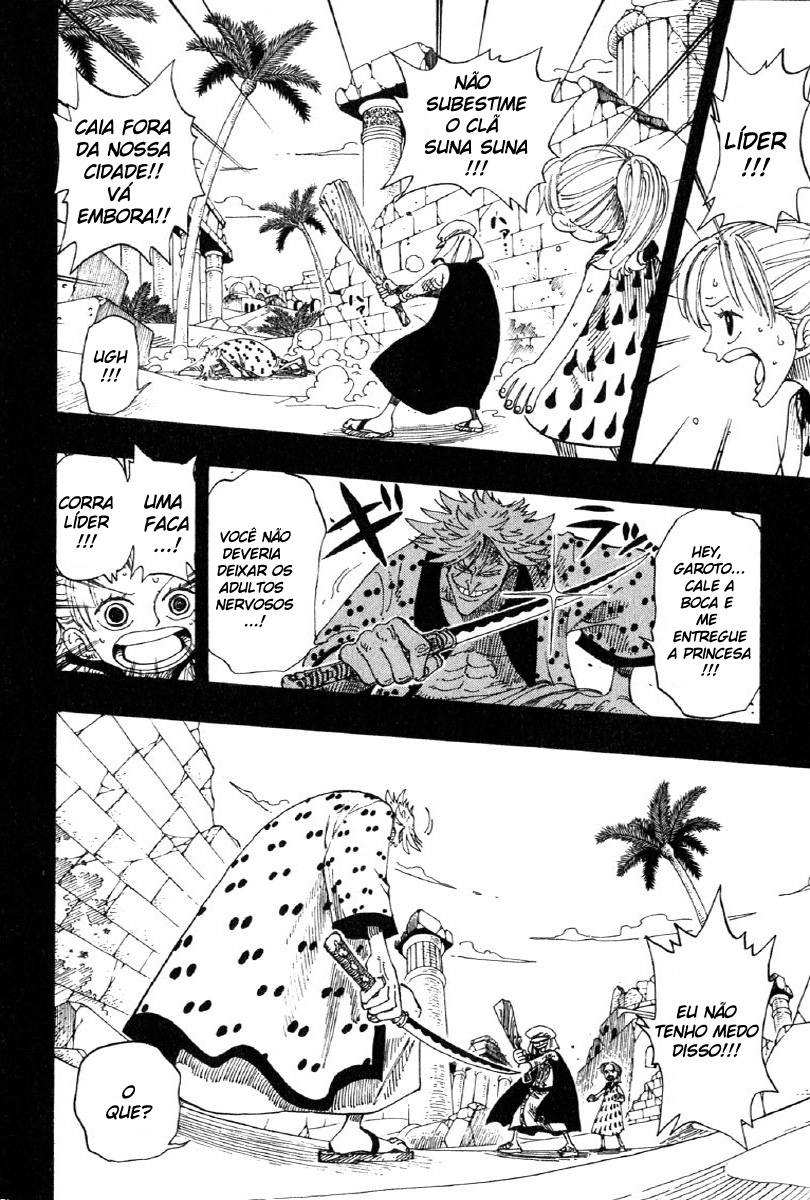 LÍDER
!!!
NÃO
SUBESTIME
O CLÃ
SUNA SUNA
!!!
CAIA FORA
DA NOSSA
CIDADE!!
VÁ
EMBORA!!
UGH
!!!
HEY,
GAROTO...
CALE A
BOCA E
ME
ENTREGUE
A PRINCESA
!!!
VOCÊ NÃO
DEVERIA
DEIXAR OS
ADULTOS
NERVOSOS
...!
UMA
FACA
...!
CORRA
LÍDER
!!!
EU NÃO
TENHO MEDO
DISSO!!!
O
QUE?